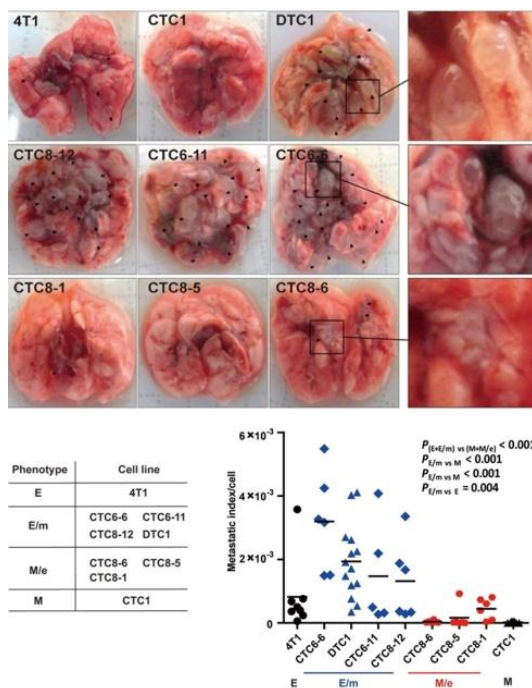 4T1
CTC1
DTC1
CTC8-12
CTC6-11
CTC6-6
CTC8-1
CTC8-5
CTC8-6
Phenotype Cell line
E 4T1
E/m CTC6-6 CTC6-11
CTC8-12 DTC1
M/e CTC8-6 CTC8-5
CTC8-1
M CTC1
Metastatic index/cell
6×10-3
4×10-3
2×10-3
0
P(E+E/m) vs (M+M/e) < 0.001
PE/m vs M < 0.001
PE/m vs M < 0.001
PE/m vs E = 0.004
4T1 CTC6-6 DTC1 CTC6-11 CTC8-12 CTC8-6 CTC8-5 CTC8-1 CTC1
E E/m M/e M